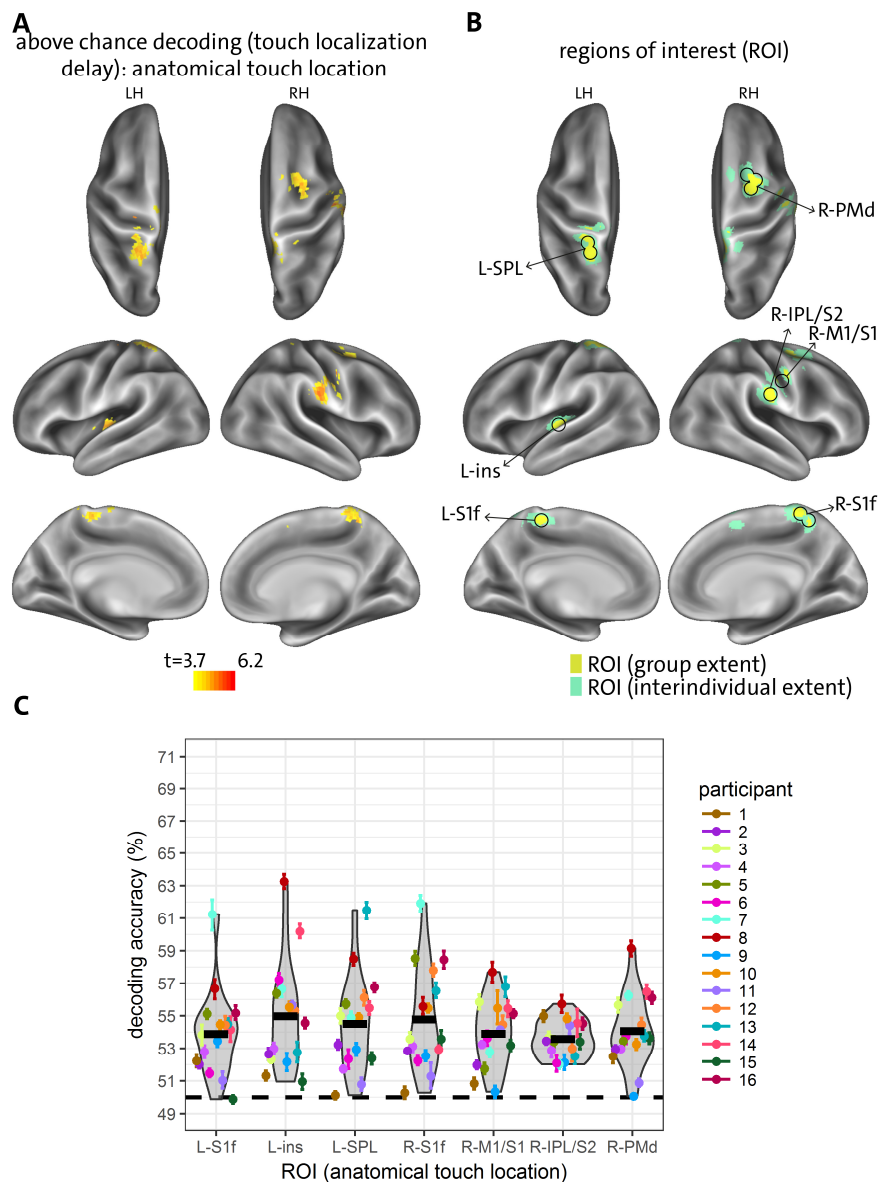 A
above chance decoding (touch localization
delay): anatomical touch location
LH
RH
t=3.7
6.2
B
regions of interest (ROI)
LH
RH
R-PMd
L-SPL
R-IPL/S2
R-M1/S1
L-ins
L-S1f
R-S1f
ROI (group extent)
ROI (interindividual extent)
C
decoding accuracy (%)
71
69
67
65
63
61
59
57
55
53
51
49
L-S1f L-ins L-SPL R-S1f R-M1/S1 R-IPL/S2 R-PMd
ROI (anatomical touch location)
participant
1
2
3
4
5
6
7
8
9
10
11
12
13
14
15
16